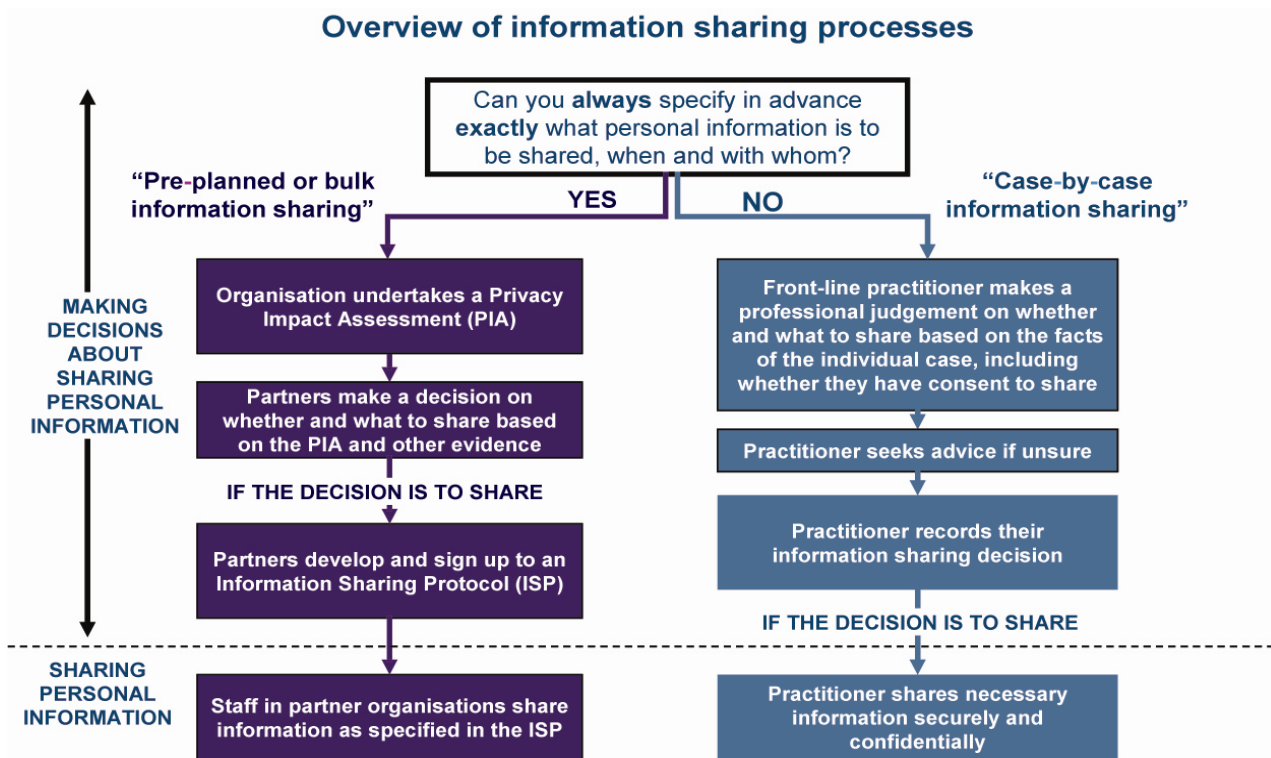 Overview of information sharing processes
Can you always specify in advance
exactly what personal information is to
be shared, when and with whom?
“Pre-planned or bulk
information sharing”
YES
NO
“Case-by-case
information sharing”
MAKING
DECISIONS
ABOUT
SHARING
PERSONAL
INFORMATION
Organisation undertakes a Privacy
Impact Assessment (PIA)
Partners make a decision on
whether and what to share based
on the PIA and other evidence
IF THE DECISION IS TO SHARE
Partners develop and sign up to an
Information Sharing Protocol (ISP)
Front-line practitioner makes a
professional judgement on whether
and what to share based on the facts
of the individual case, including
whether they have consent to share
Practitioner seeks advice if unsure
Practitioner records their
information sharing decision
IF THE DECISION IS TO SHARE
SHARING
PERSONAL
INFORMATION
Staff in partner organisations share
information as specified in the ISP
Practitioner shares necessary
information securely and
confidentially